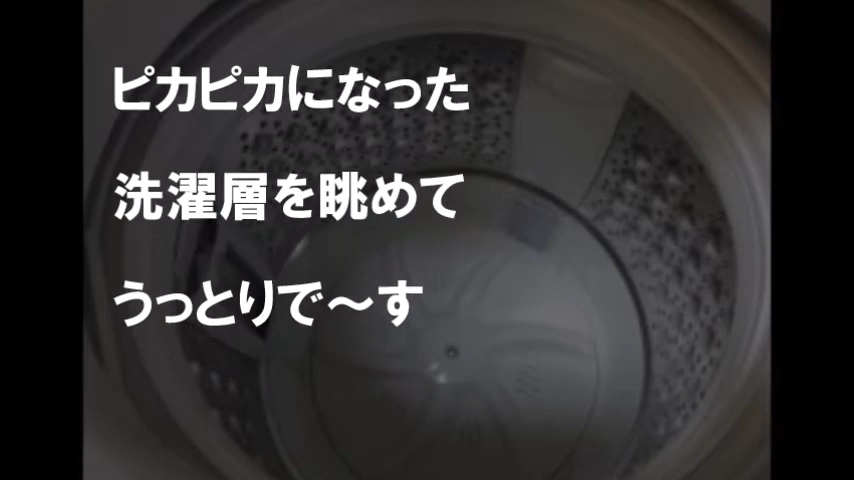 ピカピカになった
洗濯層を眺めて
うっとりで～す